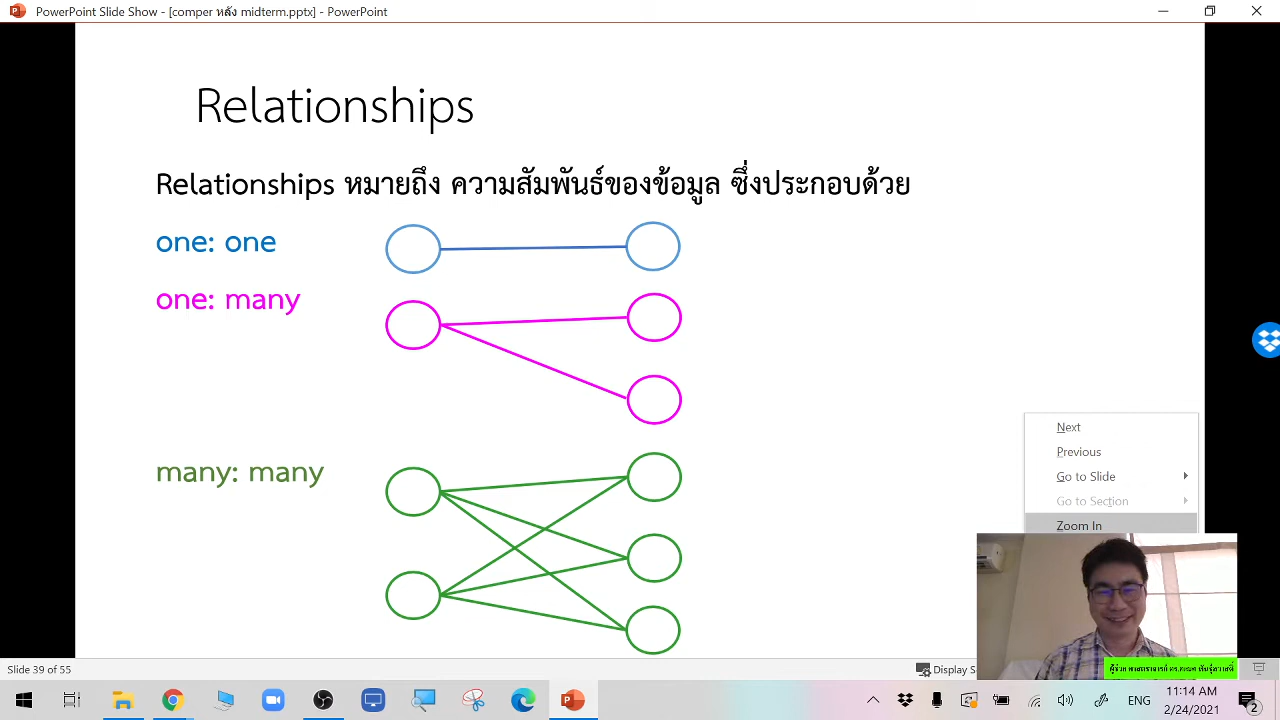 PowerPoint Slide Show - [comper หลัง midterm.pptx] - PowerPoint
Relationships
Relationships หมายถึง ความสัมพันธ์ของข้อมูล ซึ่งประกอบด้วย
one: one
one: many
many: many
Next
Previous
Go to Slide
Go to Section
Zoom In
Slide 39 of 55
Display S
ENG
11:14 AM
2/24/2021
2